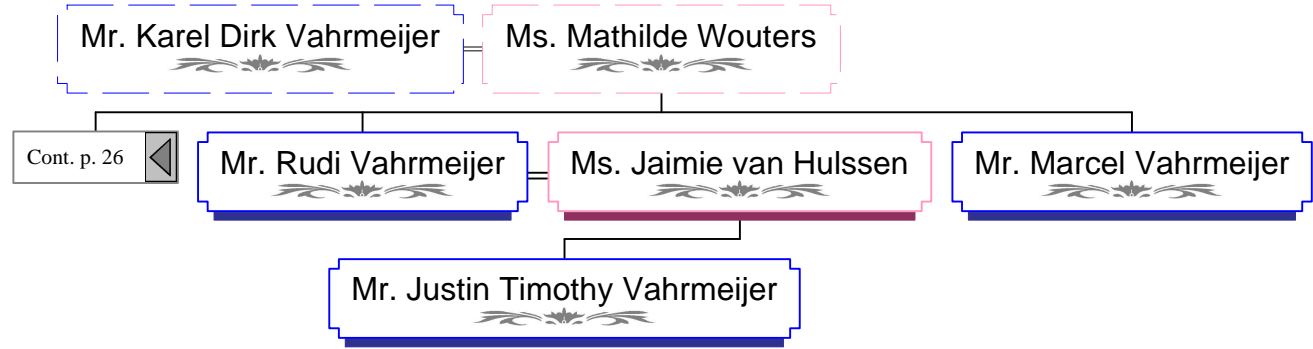 Mr. Karel Dirk Vahrmeijer
Ms. Mathilde Wouters
Cont. p. 26
Mr. Rudi Vahrmeijer
Ms. Jaimie van Hulssen
Mr. Marcel Vahrmeijer
Mr. Justin Timothy Vahrmeijer